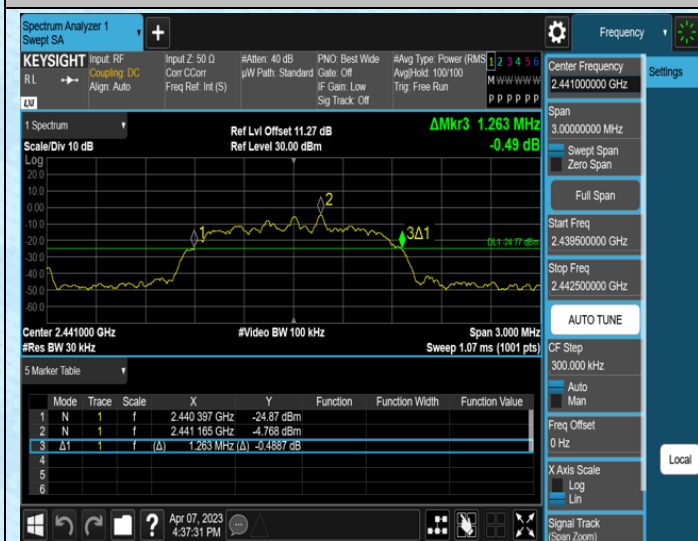 Spectrum Analyzer 1
Swept SA
Frequency
KEYSIGHT
R L
LXI
Input: RF
Coupling: DC
Align: Auto
Input Z: 50 Ω
Corr CCorr
Freq Ref: Int (S)
#Atten: 40 dB
µW Path: Standard
PNO: Best Wide
Gate: Off
IF Gain: Low
Sig Track: Off
#Avg Type: Power (RMS
Avg|Hold: 100/100
Trig: Free Run
1 2 3 4 5 6
M W W W W W
P P P P P P
1 Spectrum
Scale/Div 10 dB
Ref Lvl Offset 11.27 dB
Ref Level 30.00 dBm
ΔMkr3 1.263 MHz
-0.49 dB
Log
20.0
10.0
0.00
-10.0
-20.0
-30.0
-40.0
-50.0
-60.0
1
2
3Δ1
DL1 -24.77 dBm
Center 2.441000 GHz
#Res BW 30 kHz
#Video BW 100 kHz
Span 3.000 MHz
Sweep 1.07 ms (1001 pts)
5 Marker Table
Mode Trace Scale X Y Function Function Width Function Value
1 N 1 f 2.440 397 GHz -24.87 dBm
2 N 1 f 2.441 165 GHz -4.768 dBm
3 Δ1 1 f (Δ) 1.263 MHz (Δ) -0.4887 dB
4
5
6
Apr 07, 2023
4:37:31 PM
Center Frequency
2.441000000 GHz
Span
3.00000000 MHz
Swept Span
Zero Span
Full Span
Start Freq
2.439500000 GHz
Stop Freq
2.442500000 GHz
AUTO TUNE
CF Step
300.000 kHz
Auto
Man
Freq Offset
0 Hz
X Axis Scale
Log
Lin
Signal Track
(Span Zoom)
Settings
Local